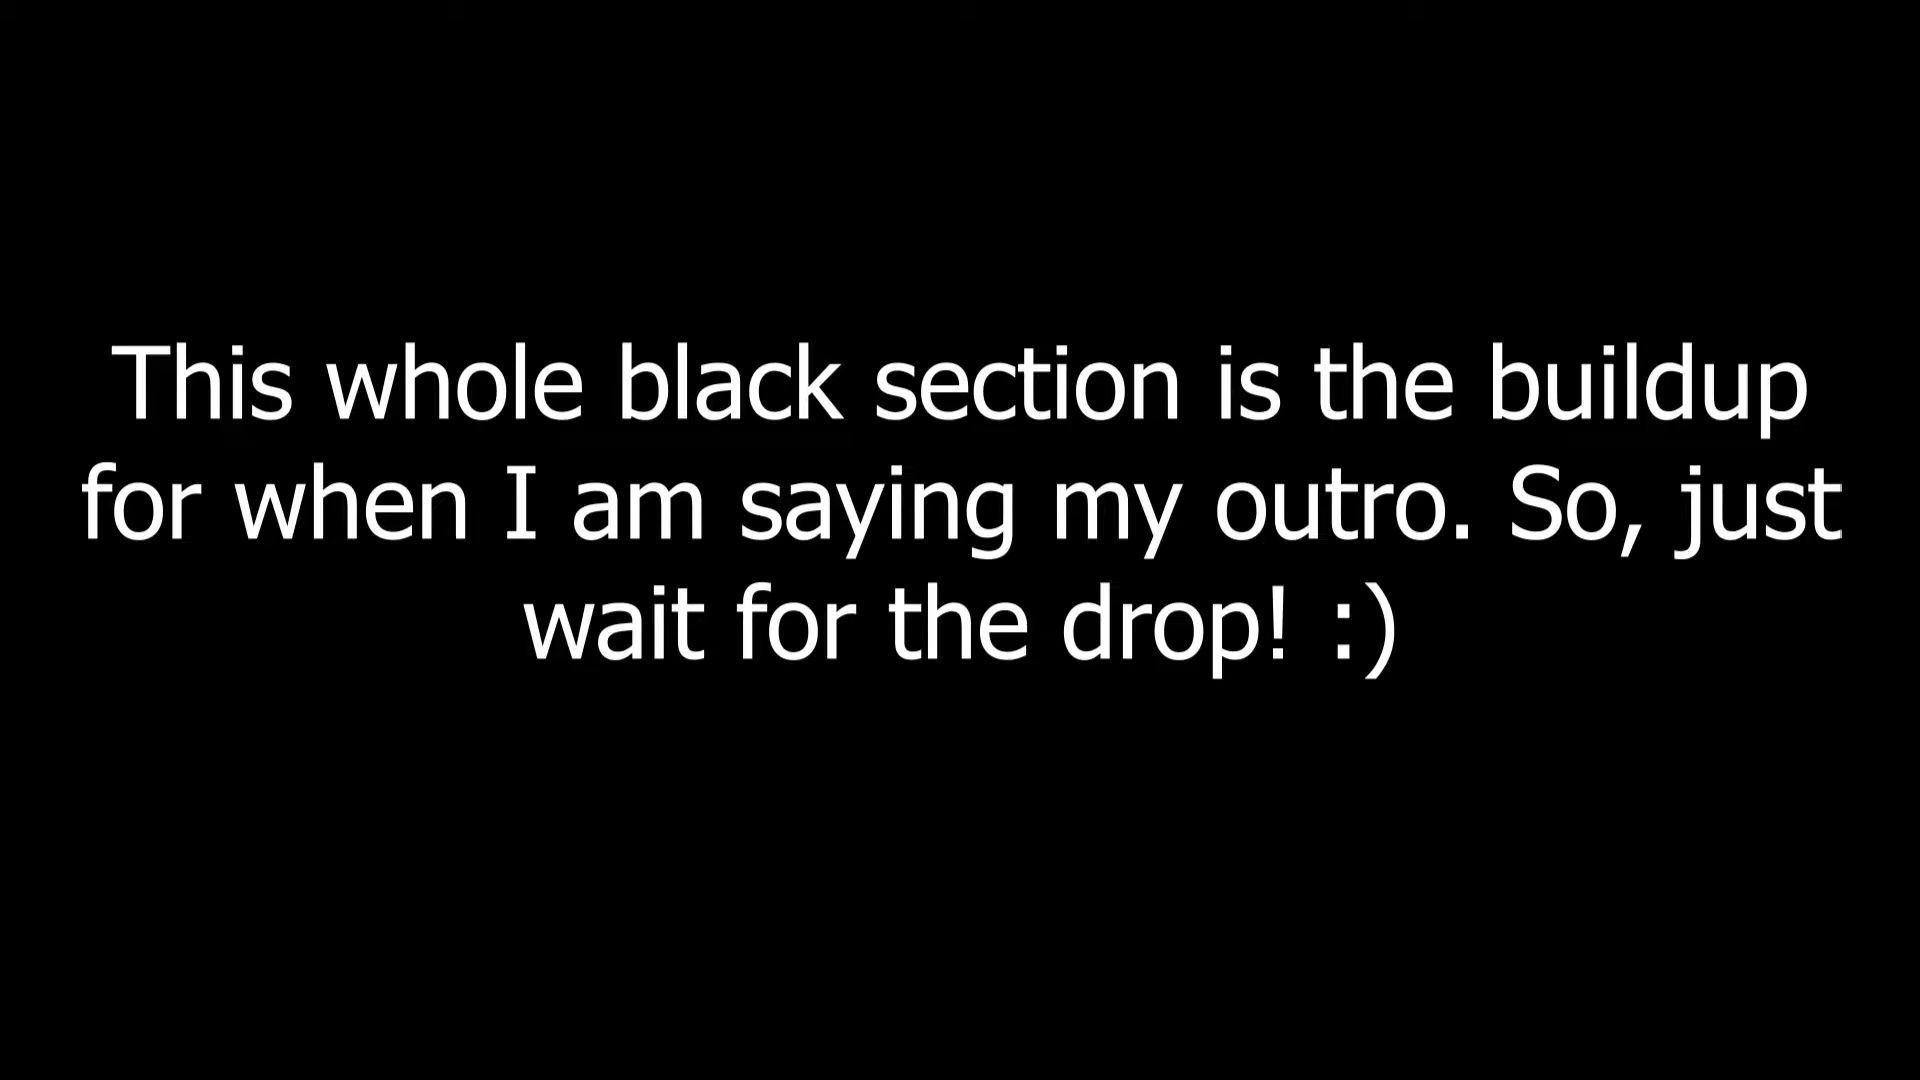 This whole black section is the buildup
for when I am saying my outro. So, just
wait for the drop! :)